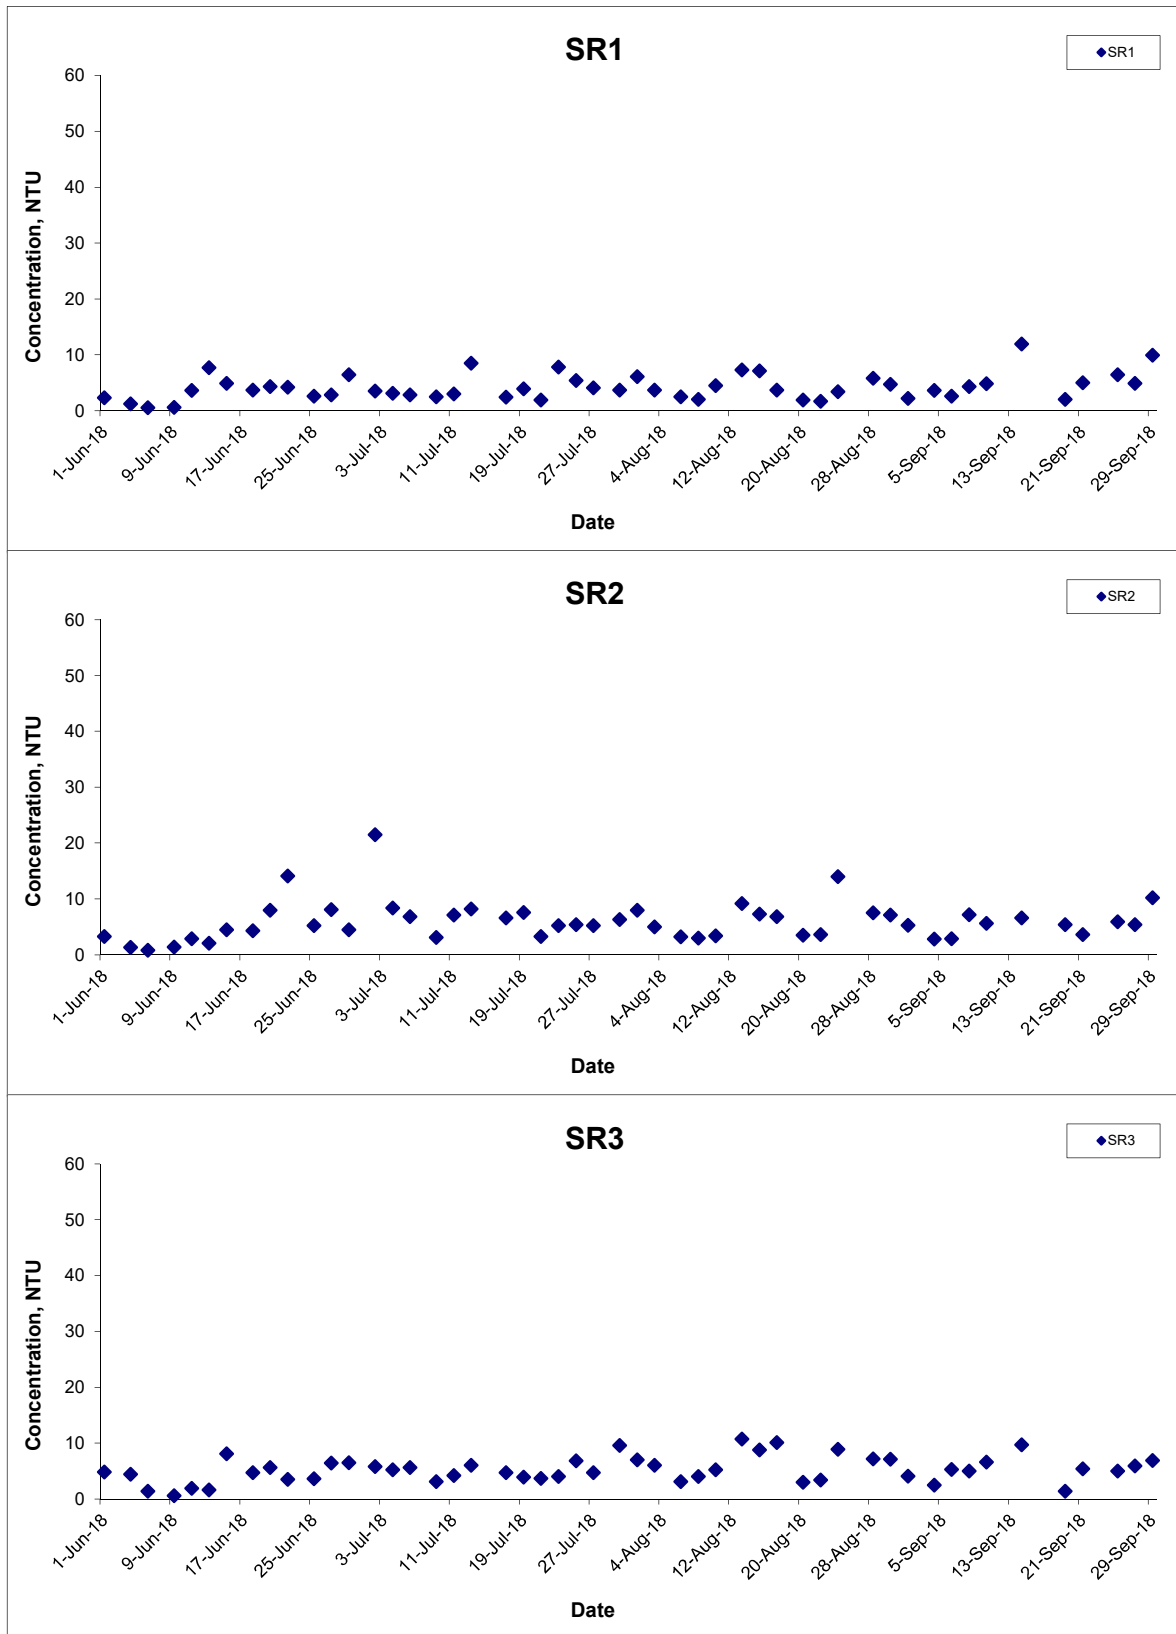 SR1
SR1
60
50
40
30
20
10
0
Concentration, NTU
1-Jun-18
9-Jun-18
17-Jun-18
25-Jun-18
3-Jul-18
11-Jul-18
19-Jul-18
27-Jul-18
4-Aug-18
12-Aug-18
20-Aug-18
28-Aug-18
5-Sep-18
13-Sep-18
21-Sep-18
29-Sep-18
Date
SR2
SR2
60
50
40
30
20
10
0
Concentration, NTU
1-Jun-18
9-Jun-18
17-Jun-18
25-Jun-18
3-Jul-18
11-Jul-18
19-Jul-18
27-Jul-18
4-Aug-18
12-Aug-18
20-Aug-18
28-Aug-18
5-Sep-18
13-Sep-18
21-Sep-18
29-Sep-18
Date
SR3
SR3
60
50
40
30
20
10
0
Concentration, NTU
1-Jun-18
9-Jun-18
17-Jun-18
25-Jun-18
3-Jul-18
11-Jul-18
19-Jul-18
27-Jul-18
4-Aug-18
12-Aug-18
20-Aug-18
28-Aug-18
5-Sep-18
13-Sep-18
21-Sep-18
29-Sep-18
Date